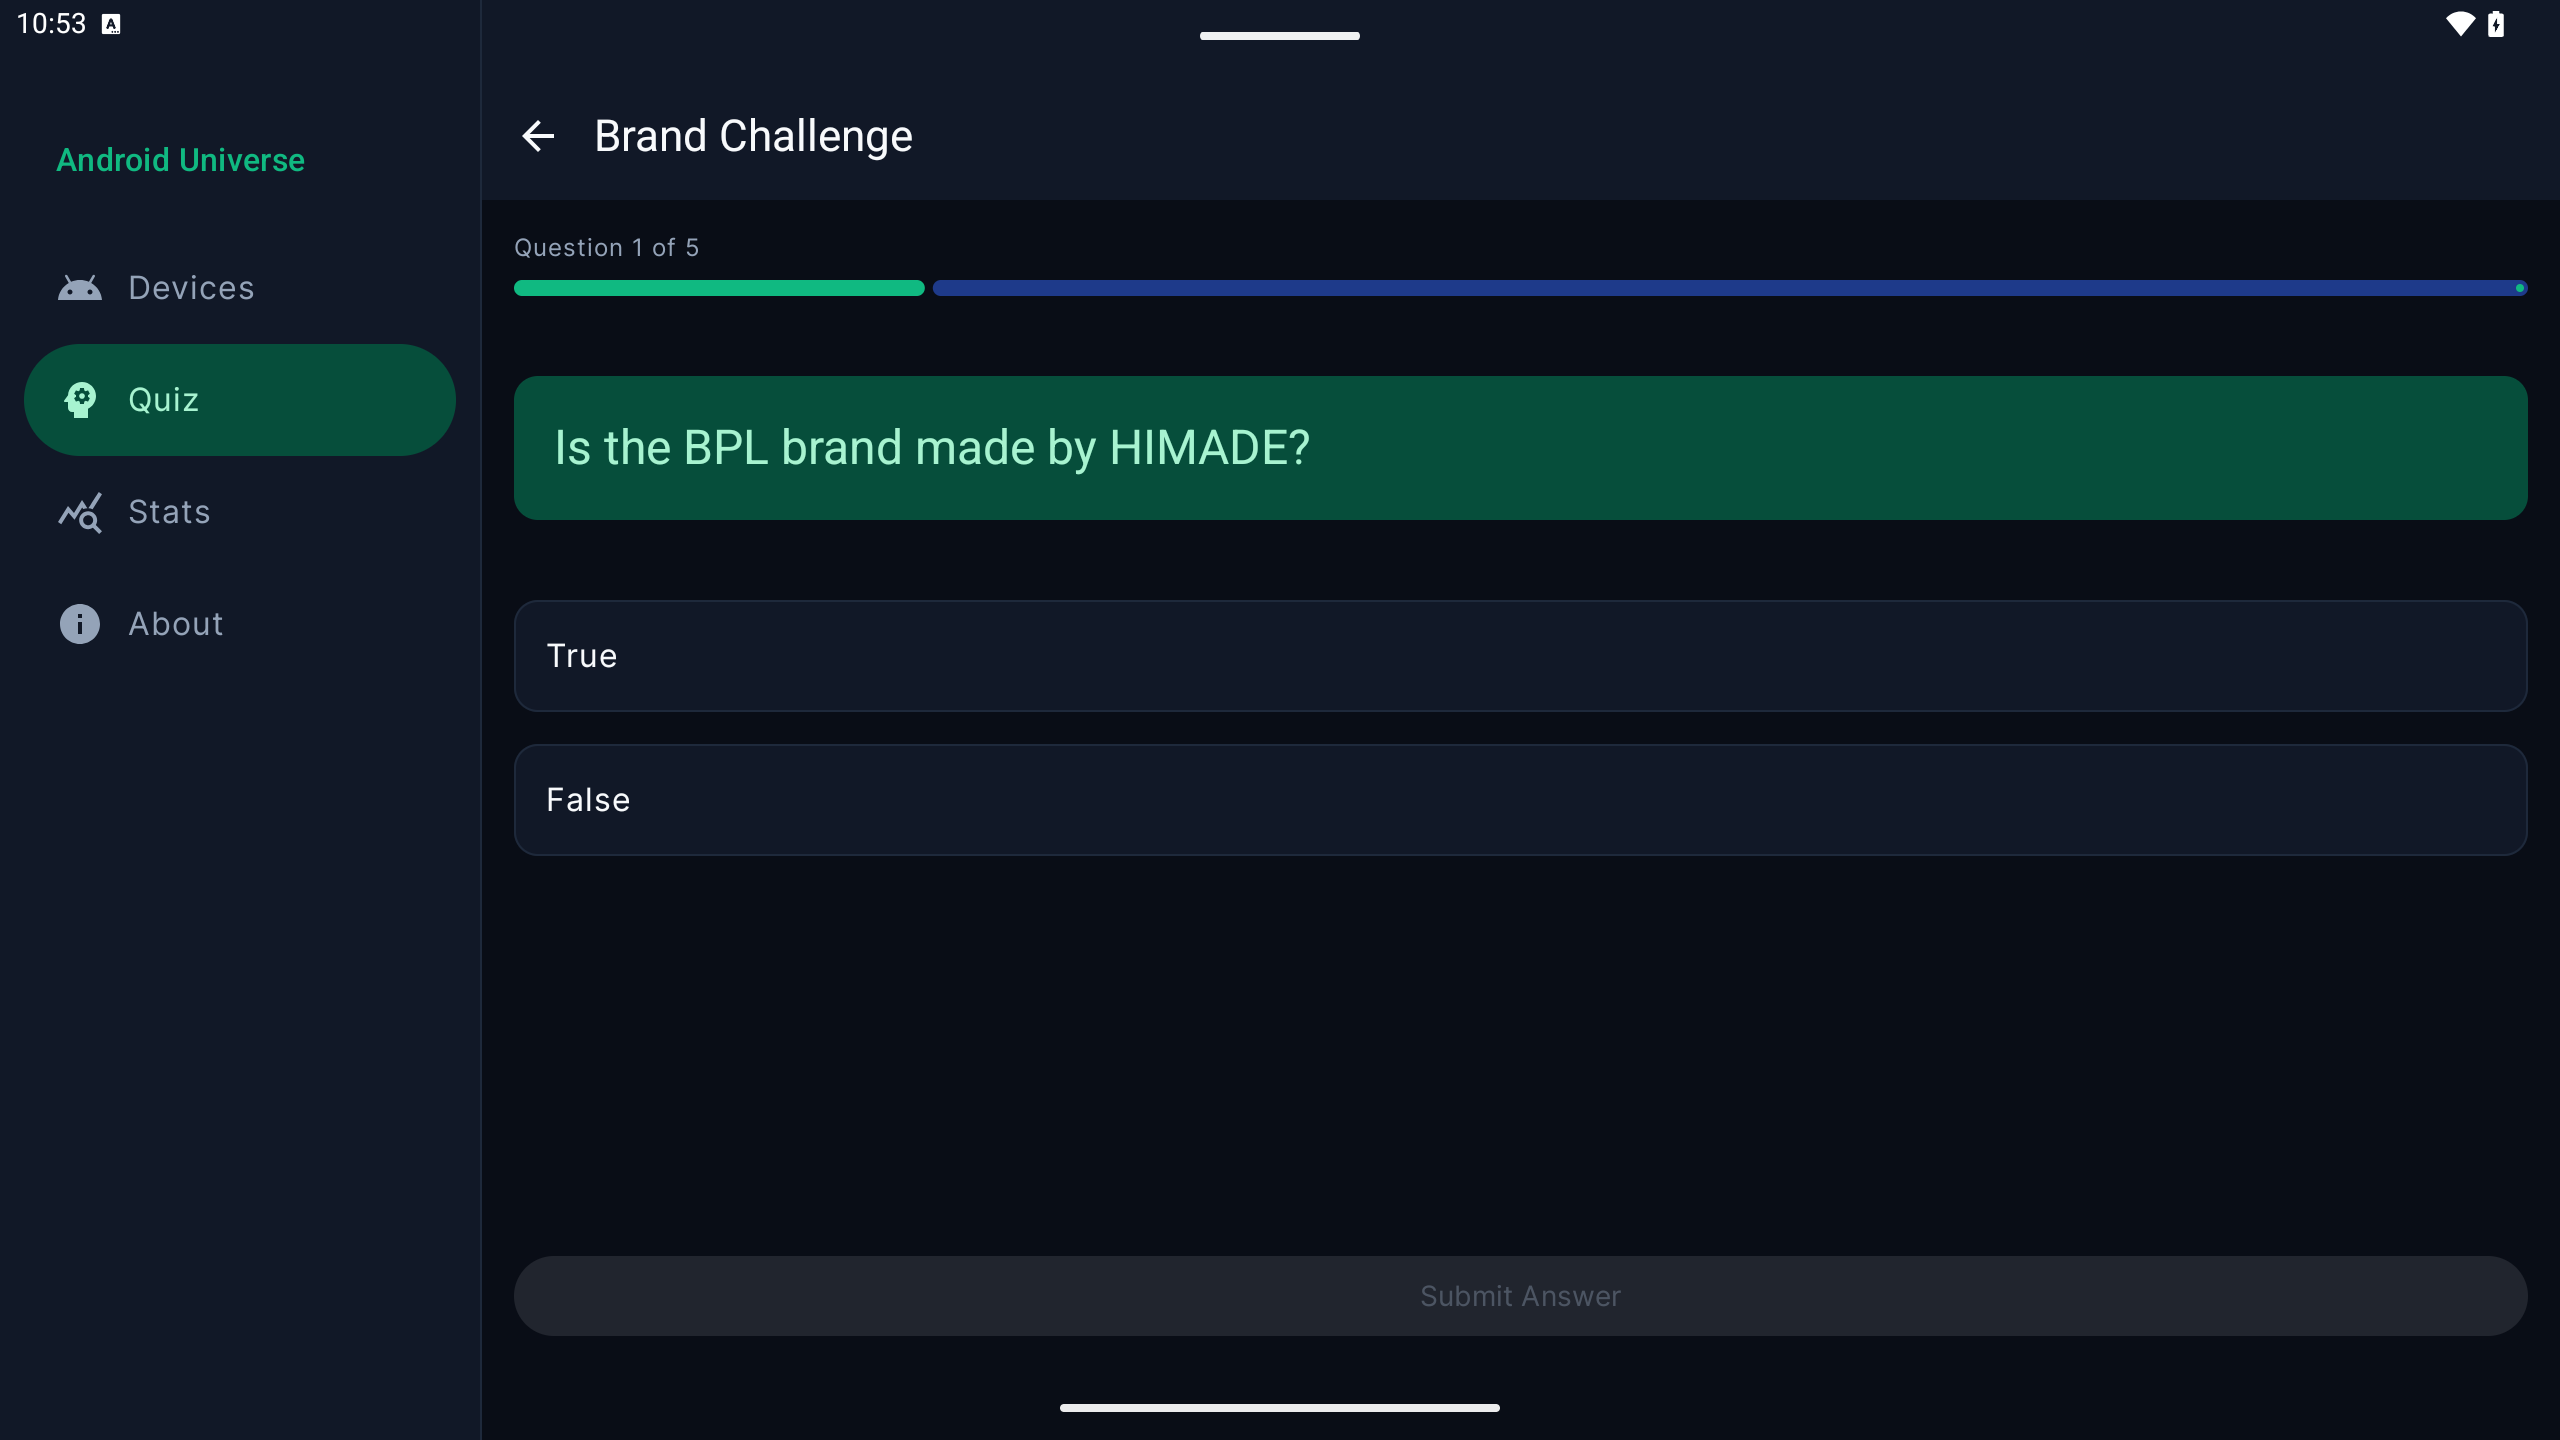 10:53
Android Universe
Devices
Quiz
Stats
About
Brand Challenge
Question 1 of 5
Is the BPL brand made by HIMADE?
True
False
Submit Answer